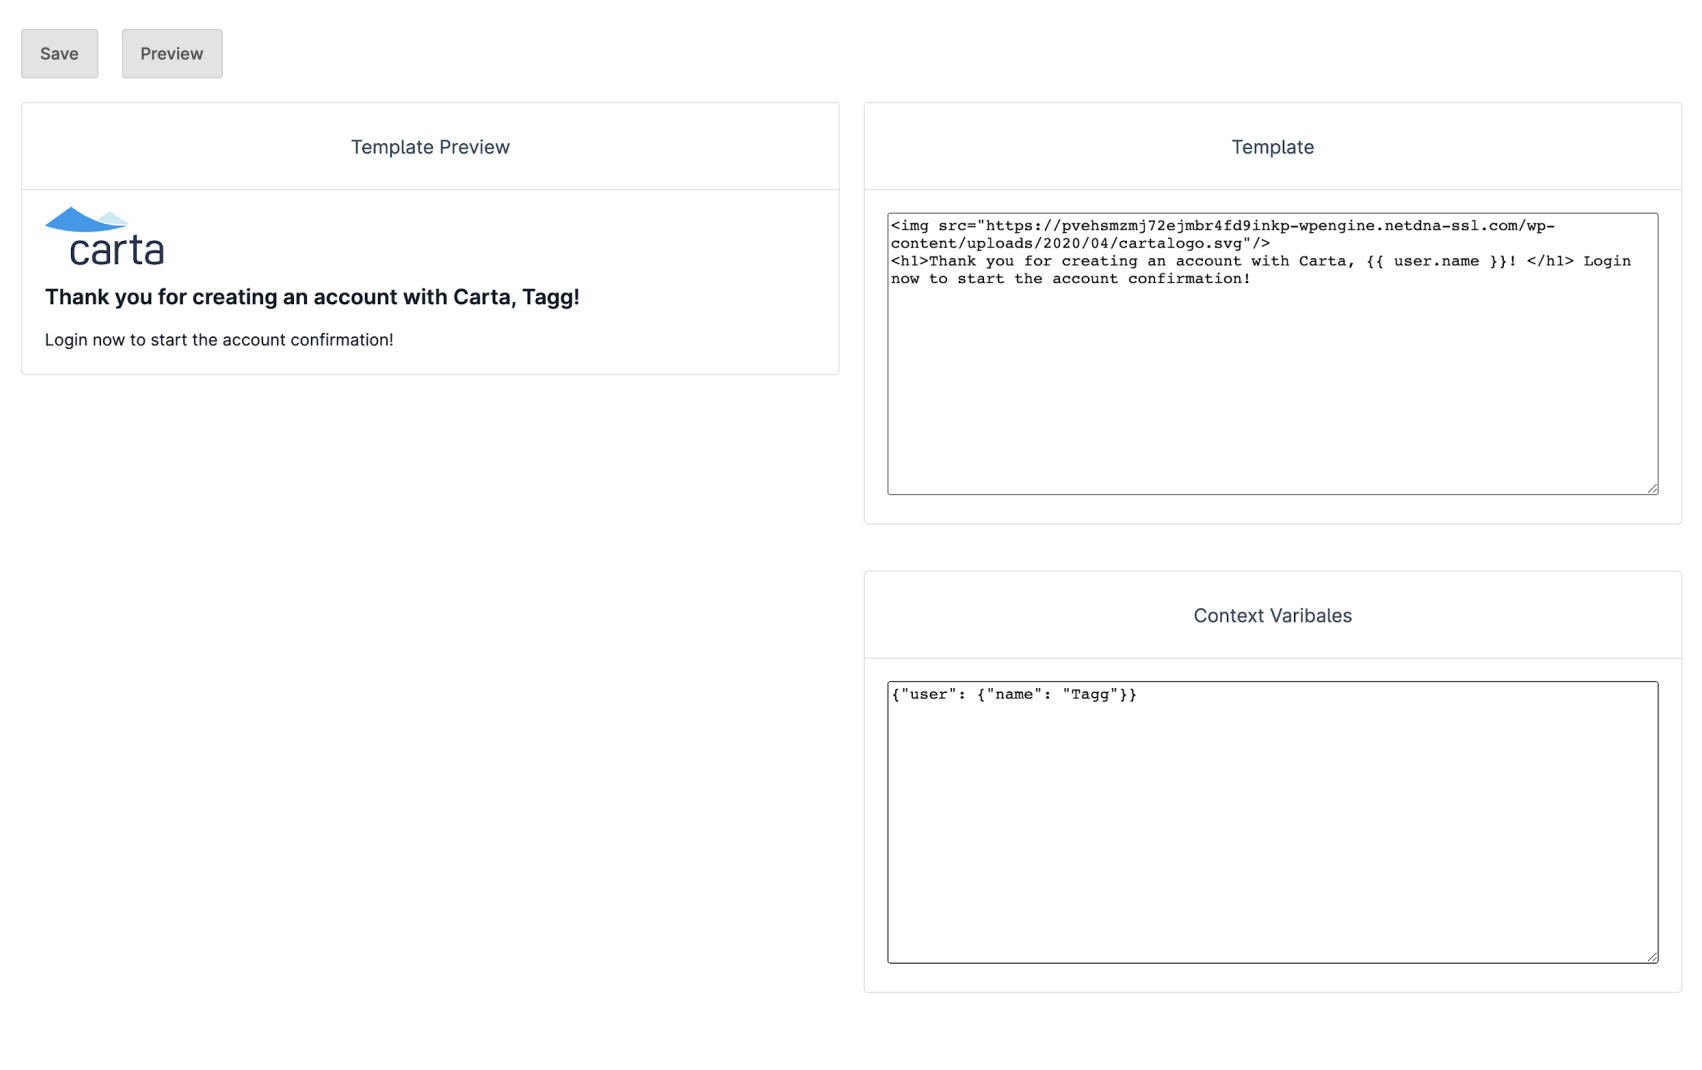 Save
Preview
Template Preview
carta
Thank you for creating an account with Carta, Tagg!
Login now to start the account confirmation!
Template
<img src="https://pvehsmzmj72ejmbr4fd9inkp-wpengine.netdna-ssl.com/wp-
content/uploads/2020/04/cartalogo.svg"/>
<h1>Thank you for creating an account with Carta, {{ user.name }}! </h1> Login
now to start the account confirmation!
Context Varibales
{"user": {"name": "Tagg"}}